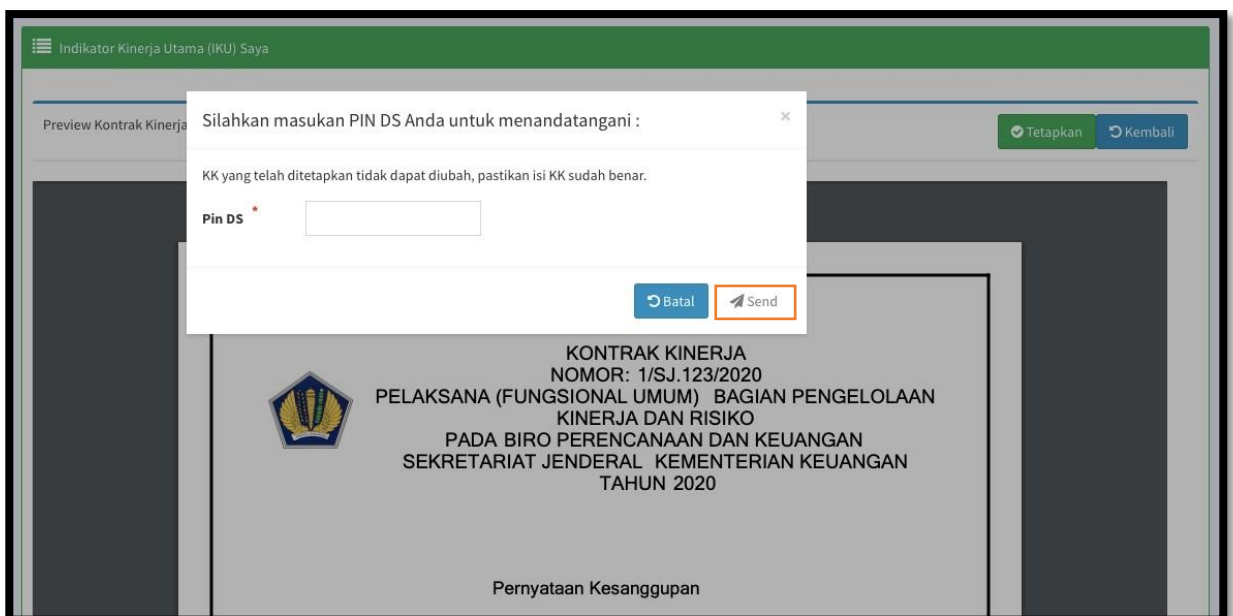 Indikator Kinerja Utama (IKU) Saya
Preview Kontrak Kinerja
Tetapkan
Kembali
Silahkan masukan PIN DS Anda untuk menandatangani :
×
KK yang telah ditetapkan tidak dapat diubah, pastikan isi KK sudah benar.
Pin DS *
Batal
Send
KONTRAK KINERJA
NOMOR: 1/SJ.123/2020
PELAKSANA (FUNGSIONAL UMUM) BAGIAN PENGELOLAAN
KINERJA DAN RISIKO
PADA BIRO PERENCANAAN DAN KEUANGAN
SEKRETARIAT JENDERAL KEMENTERIAN KEUANGAN
TAHUN 2020
Pernyataan Kesanggupan